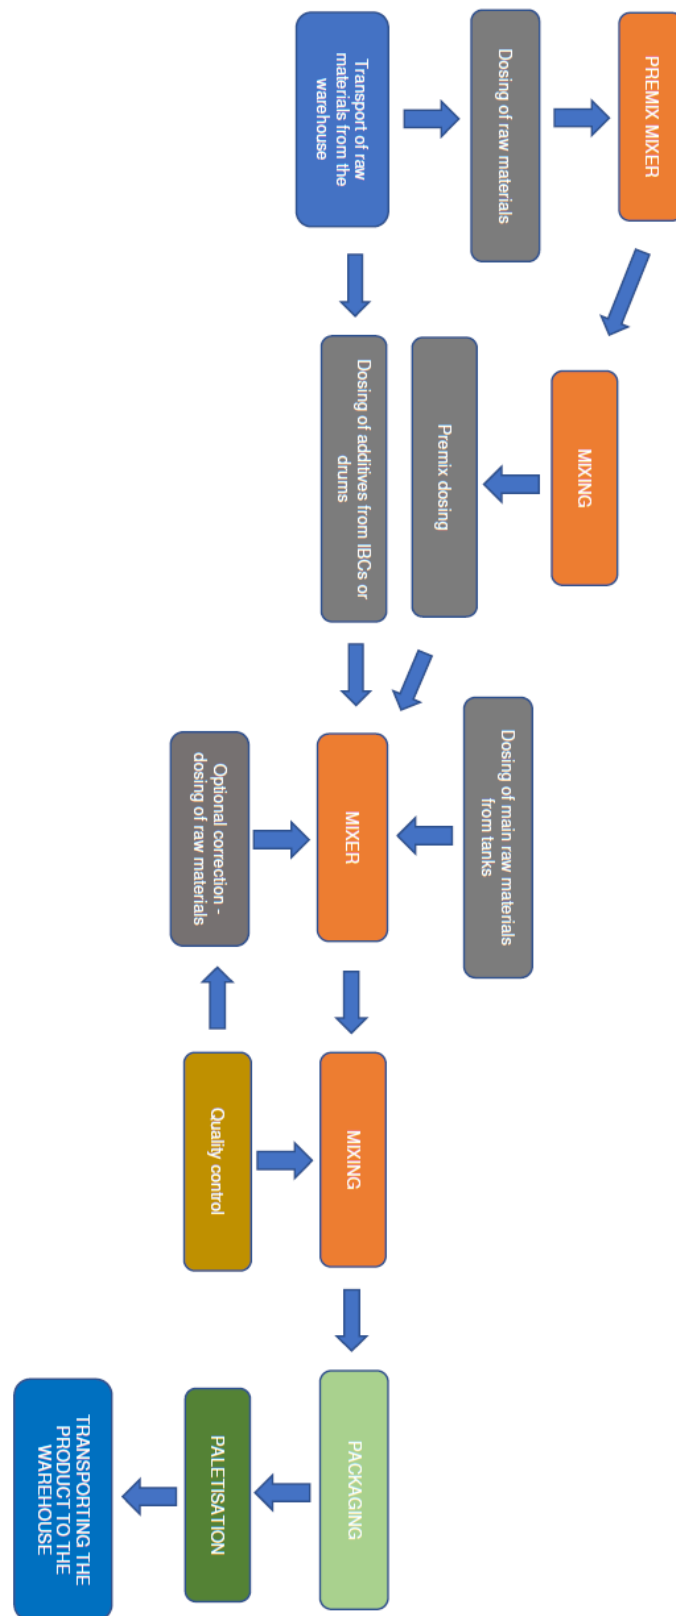 PREMIX MIXER
Dosing of raw materials
Transport of raw
materials from the
warehouse
MIXING
Premix dosing
Dosing of additives from IBCs or
drums
Dosing of main raw materials
from tanks
MIXER
Optional correction -
dosing of raw materials
MIXING
Quality control
PACKAGING
PALETISATION
TRANSPORTING THE
PRODUCT TO THE
WAREHOUSE